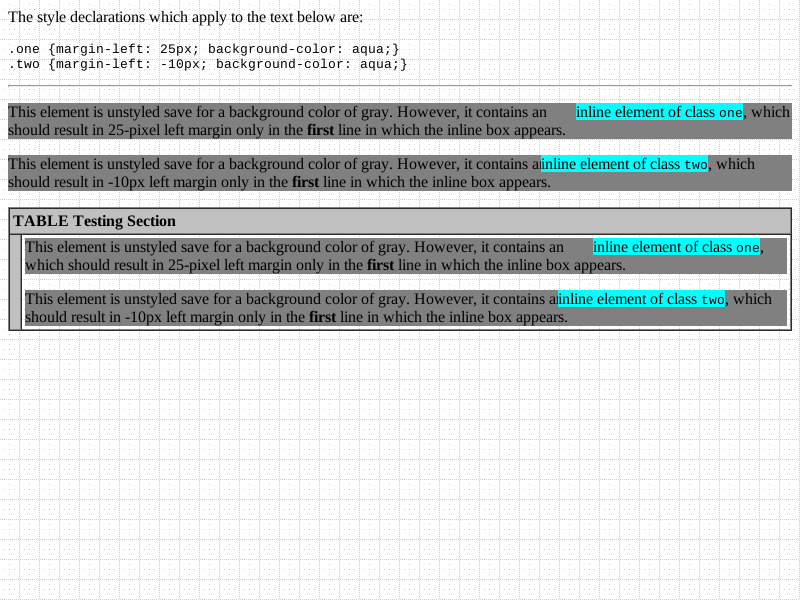 The style declarations which apply to the text below are:
.one {margin-left: 25px; background-color: aqua;}
.two {margin-left: -10px; background-color: aqua;}
This element is unstyled save for a background color of gray. However, it contains an inline element of class one, which
should result in 25-pixel left margin only in the first line in which the inline box appears.
This element is unstyled save for a background color of gray. However, it contains ainline element of class two, which
should result in -10px left margin only in the first line in which the inline box appears.
TABLE Testing Section
This element is unstyled save for a background color of gray. However, it contains an inline element of class one,
which should result in 25-pixel left margin only in the first line in which the inline box appears.
This element is unstyled save for a background color of gray. However, it contains ainline element of class two, which
should result in -10px left margin only in the first line in which the inline box appears.